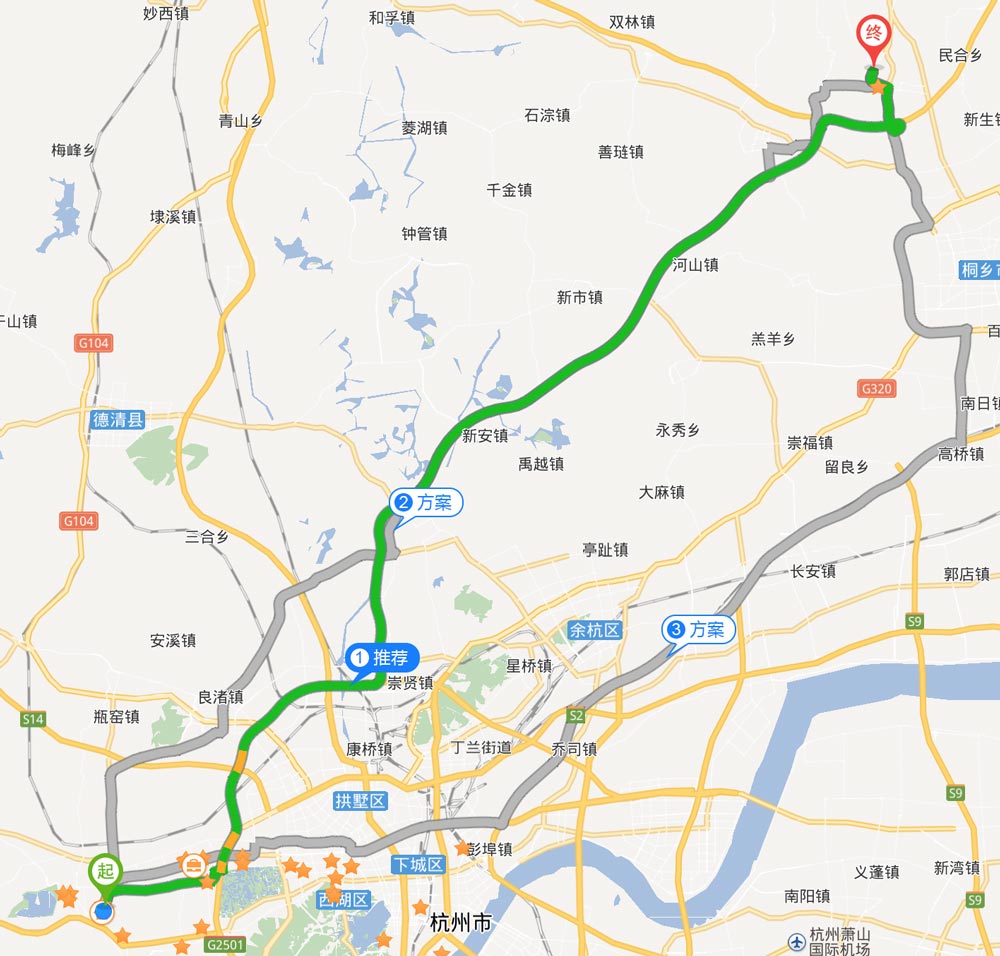 妙西镇
和孚镇
双林镇
终
民合乡
青山乡
菱湖镇
石淙镇
新生镇
梅峰乡
善琏镇
千金镇
埭溪镇
钟管镇
河山镇
桐乡市
新市镇
干山镇
羔羊乡
百
G104
G320
德清县
南日镇
新安镇
永秀乡
崇福镇
高桥镇
禹越镇
留良乡
大麻镇
2 方案
G104
三合乡
亭趾镇
长安镇
郭店镇
S9
余杭区
3 方案
安溪镇
1 推荐
星桥镇
崇贤镇
良渚镇
S14
瓶窑镇
S2
康桥镇
丁兰街道
乔司镇
S9
拱墅区
彭埠镇
下城区
起
义蓬镇
新湾镇
西湖区
南阳镇
S9
杭州市
G2501
杭州萧山
国际机场